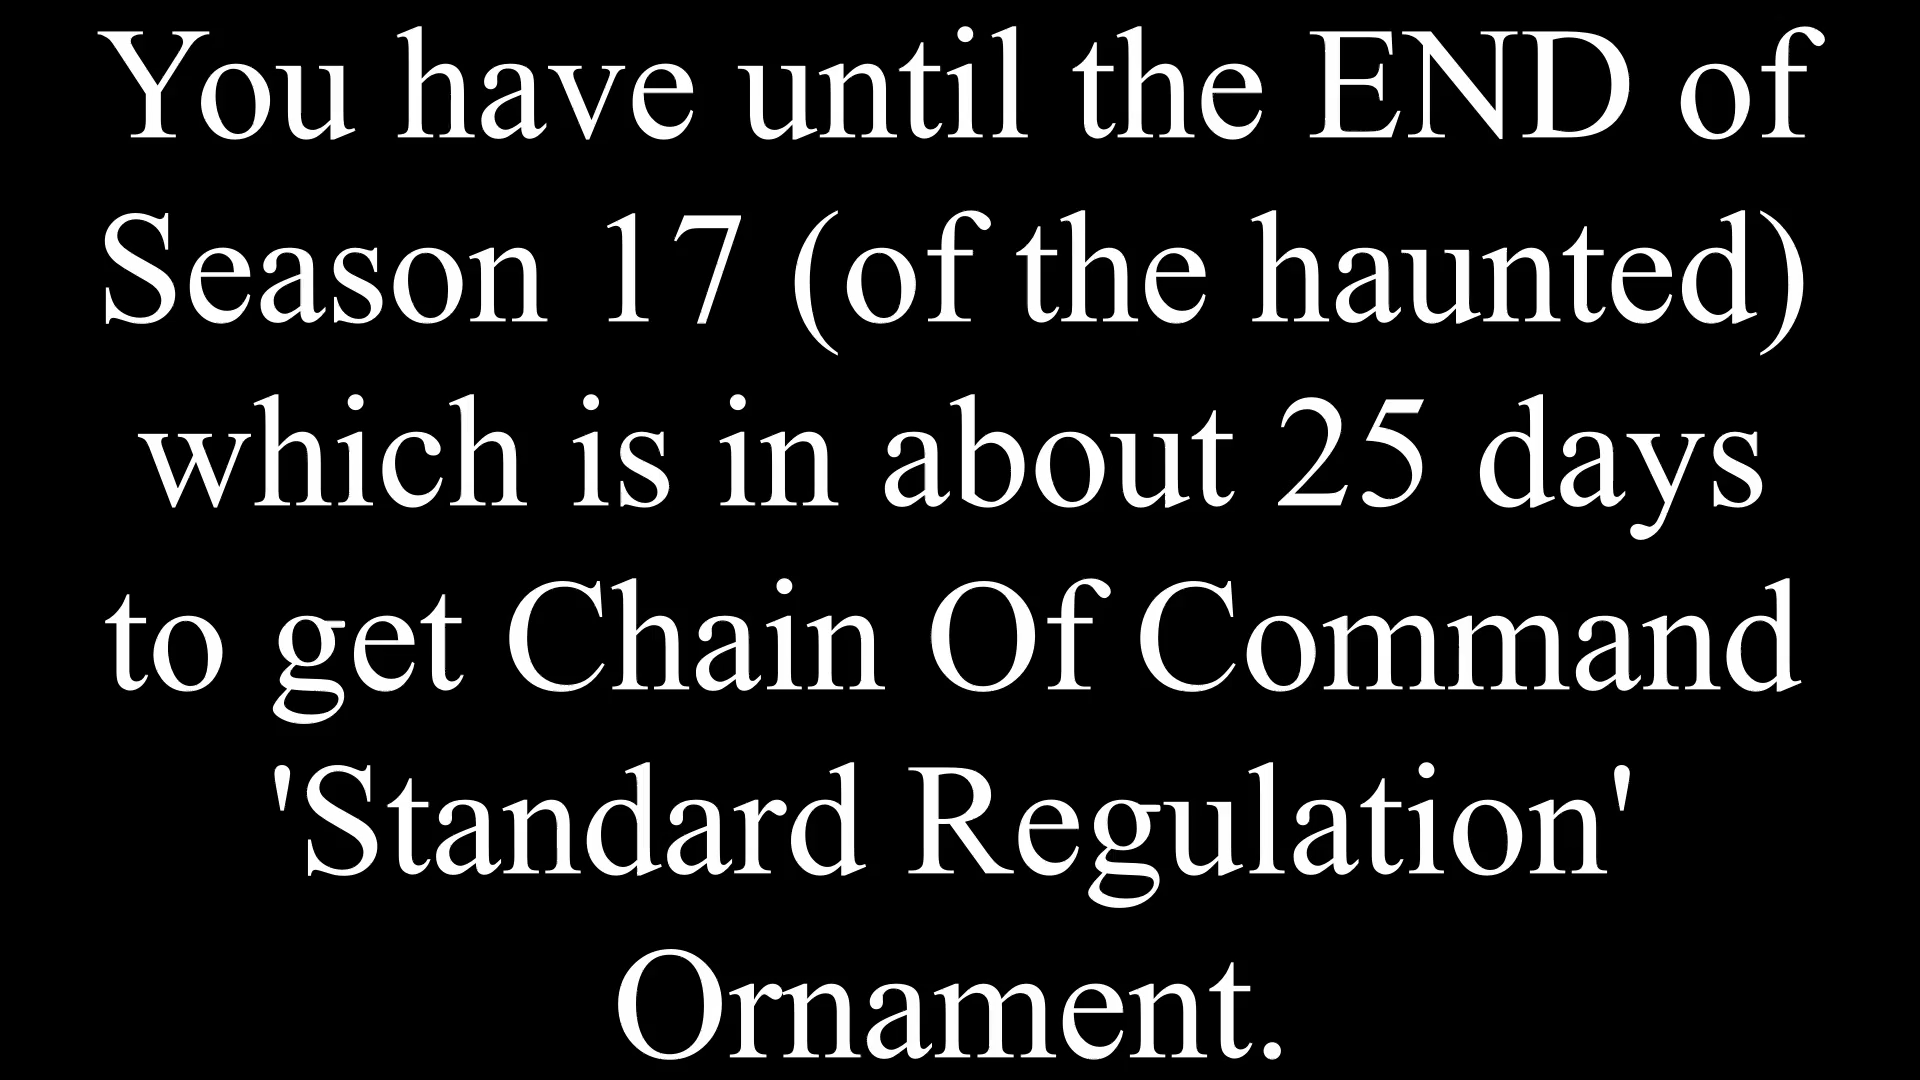 You have until the END of
Season 17 (of the haunted)
which is in about 25 days
to get Chain Of Command
'Standard Regulation'
Ornament.